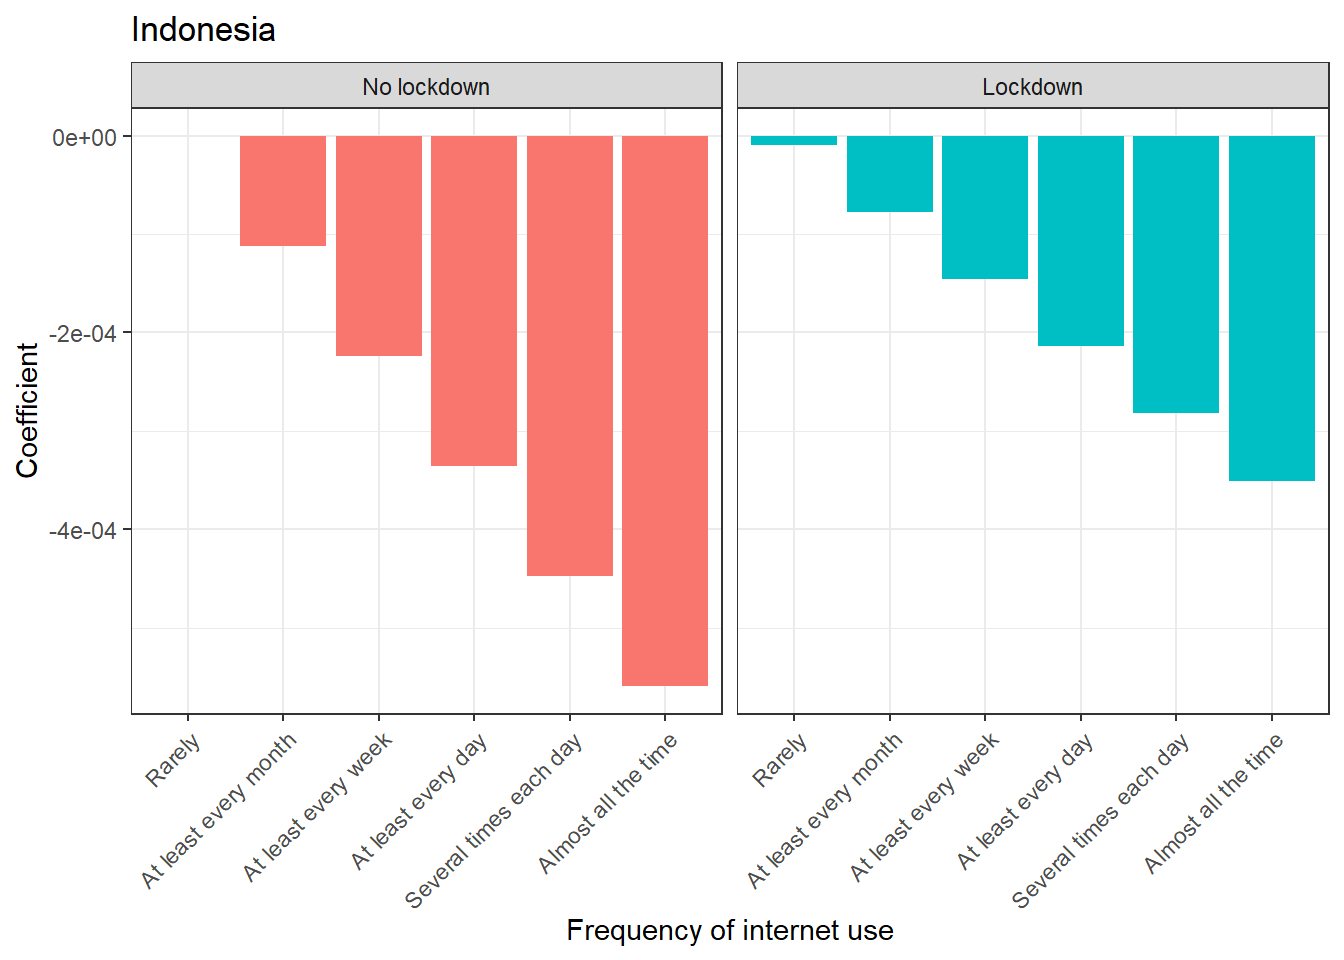 Indonesia
No lockdown
Lockdown
0e+00
-2e-04
-4e-04
Coefficient
Rarely
At least every month
At least every week
At least every day
Several times each day
Almost all the time
Rarely
At least every month
At least every week
At least every day
Several times each day
Almost all the time
Frequency of internet use